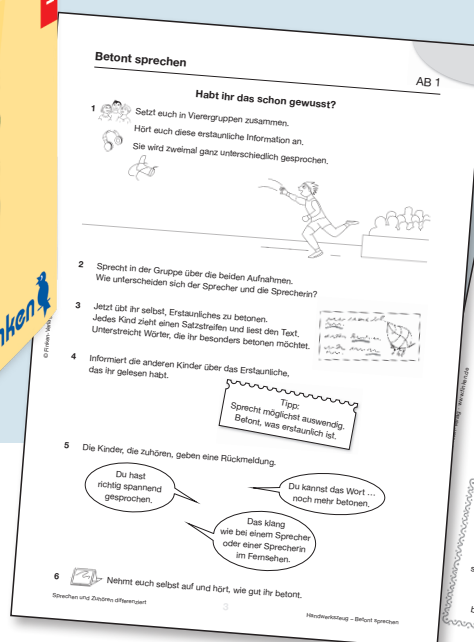 Betont sprechen
AB 1
Habt ihr das schon gewusst?
1 Setzt euch in Vierergruppen zusammen.
Hört euch diese erstaunliche Information an.
Sie wird zweimal ganz unterschiedlich gesprochen.
2 Sprecht in der Gruppe über die beiden Aufnahmen.
Wie unterscheiden sich der Sprecher und die Sprecherin?
3 Jetzt übt ihr selbst, Erstaunliches zu betonen.
Jedes Kind zieht einen Satzstreifen und liest den Text.
Unterstreicht Wörter, die ihr besonders betonen möchtet.
4 Informiert die anderen Kinder über das Erstaunliche,
das ihr gelesen habt.
Tipp:
Sprecht möglichst auswendig.
Betont, was erstaunlich ist.
5 Die Kinder, die zuhören, geben eine Rückmeldung.
Du hast
richtig spannend
gesprochen.
Du kannst das Wort ...
noch mehr betonen.
Das klang
wie bei einem Sprecher
oder einer Sprecherin
im Fernsehen.
6 Nehmt euch selbst auf und hört, wie gut ihr betont.
Sprechen und Zuhören differenziert
3
Handwerkszeug – Betont sprechen
© Finken-Verlag
nken